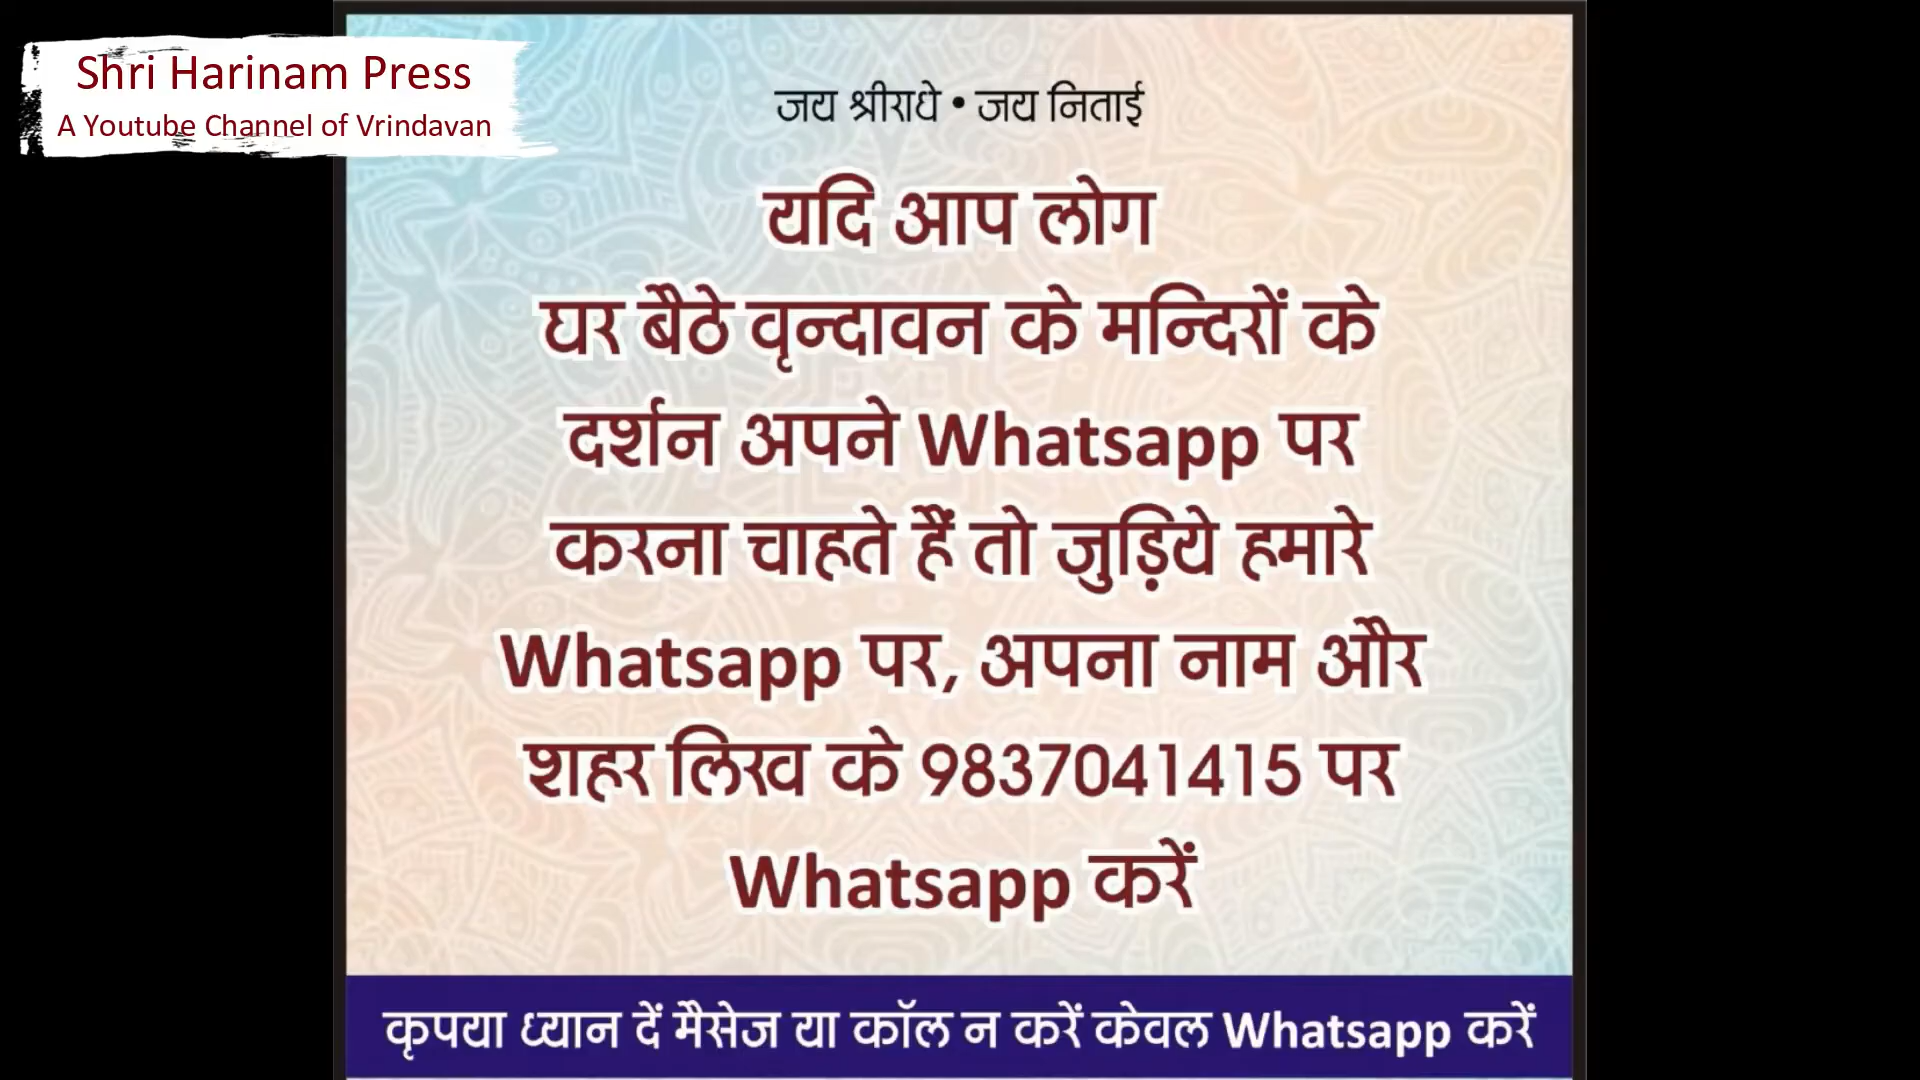 Shri Harinam Press
A Youtube Channel of Vrindavan
जय श्रीराधे • जय निताई
यदि आप लोग
घर बैठे वृन्दावन के मन्दिरों के
दर्शन अपने Whatsapp पर
करना चाहते हैं तो जुड़िये हमारे
Whatsapp पर, अपना नाम और
शहर लिख के 9837041415 पर
Whatsapp करें
कृपया ध्यान दें मैसेज या कॉल न करें केवल Whatsapp करें